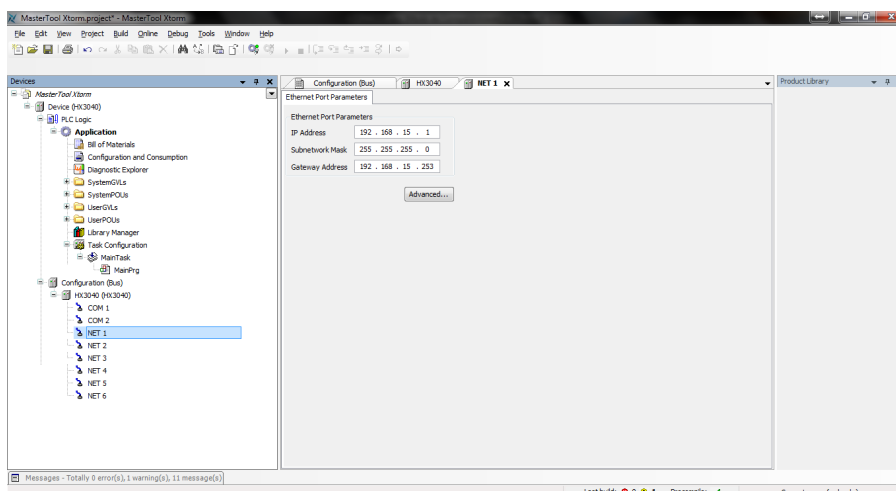 MasterTool Xtorm.project* - MasterTool Xtorm
File Edit View Project Build Online Debug Tools Window Help
Devices
MasterTool Xtorm
Device (HX3040)
PLC Logic
Application
Bill of Materials
Configuration and Consumption
Diagnostic Explorer
SystemGVLs
SystemPOUs
UserGVLs
UserPOUs
Library Manager
Task Configuration
MainTask
MainPrg
Configuration (Bus)
HX3040 (HX3040)
COM 1
COM 2
NET 1
NET 2
NET 3
NET 4
NET 5
NET 6
Configuration (Bus) HX3040 NET 1
Ethernet Port Parameters
Ethernet Port Parameters
IP Address 192 . 168 . 15 . 1
Subnetwork Mask 255 . 255 . 255 . 0
Gateway Address 192 . 168 . 15 . 253
Advanced...
Product Library
Messages - Totally 0 error(s), 1 warning(s), 11 message(s)